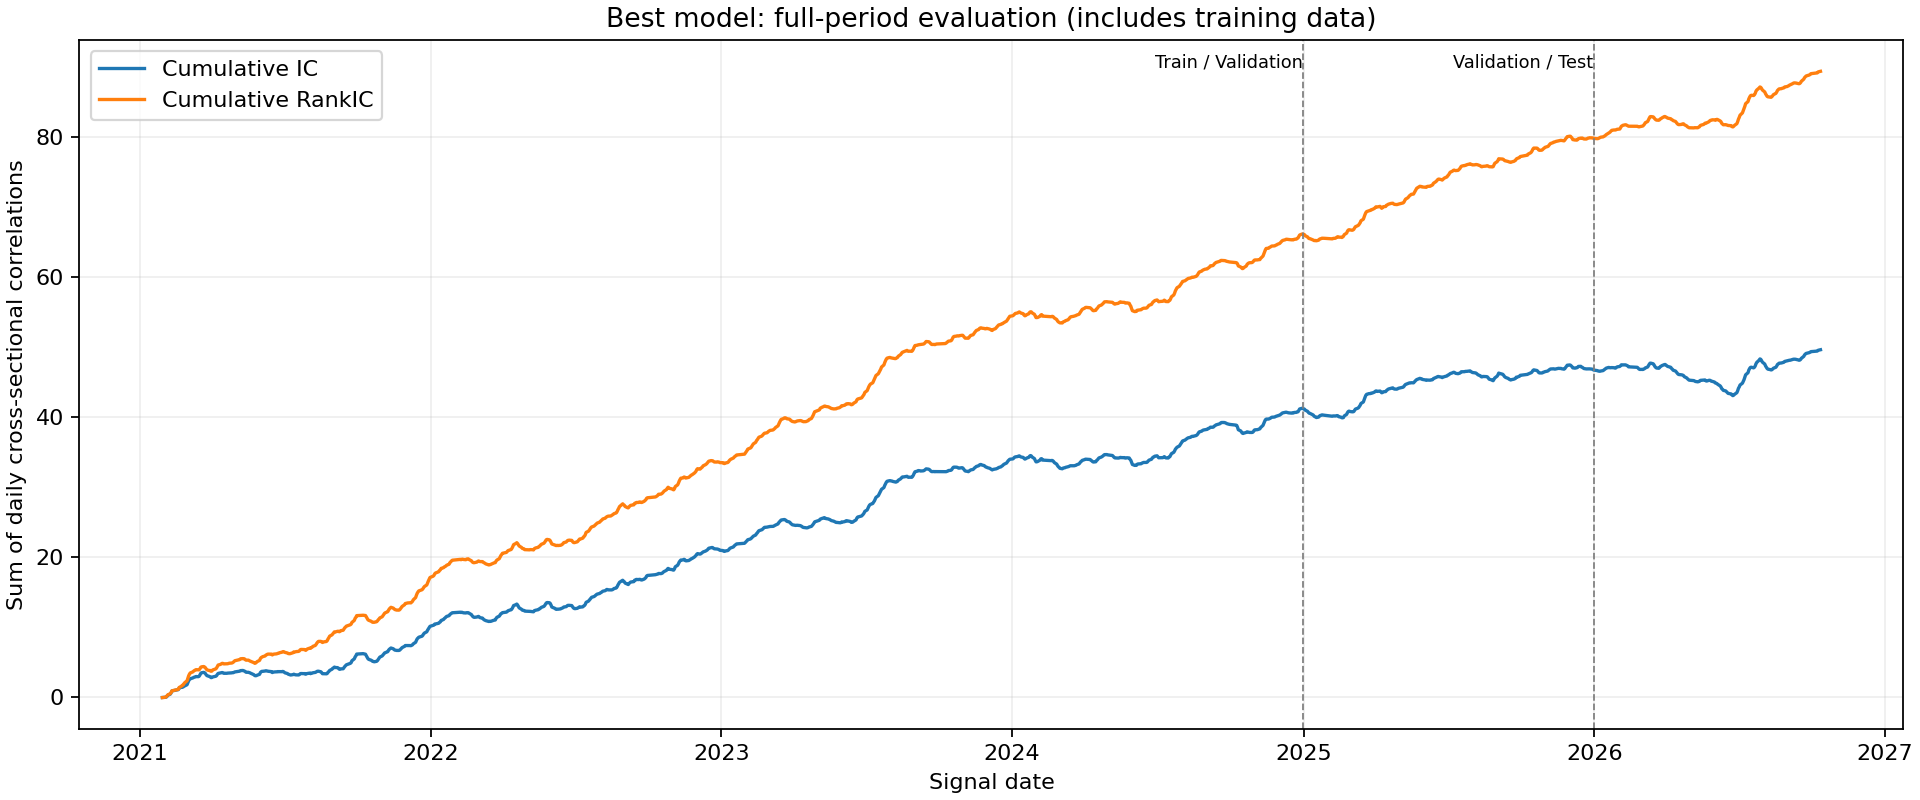 Best model: full-period evaluation (includes training data)
Cumulative IC
Cumulative RankIC
Train / Validation
Validation / Test
Sum of daily cross-sectional correlations
80
60
40
20
0
2021
2022
2023
2024
2025
2026
2027
Signal date